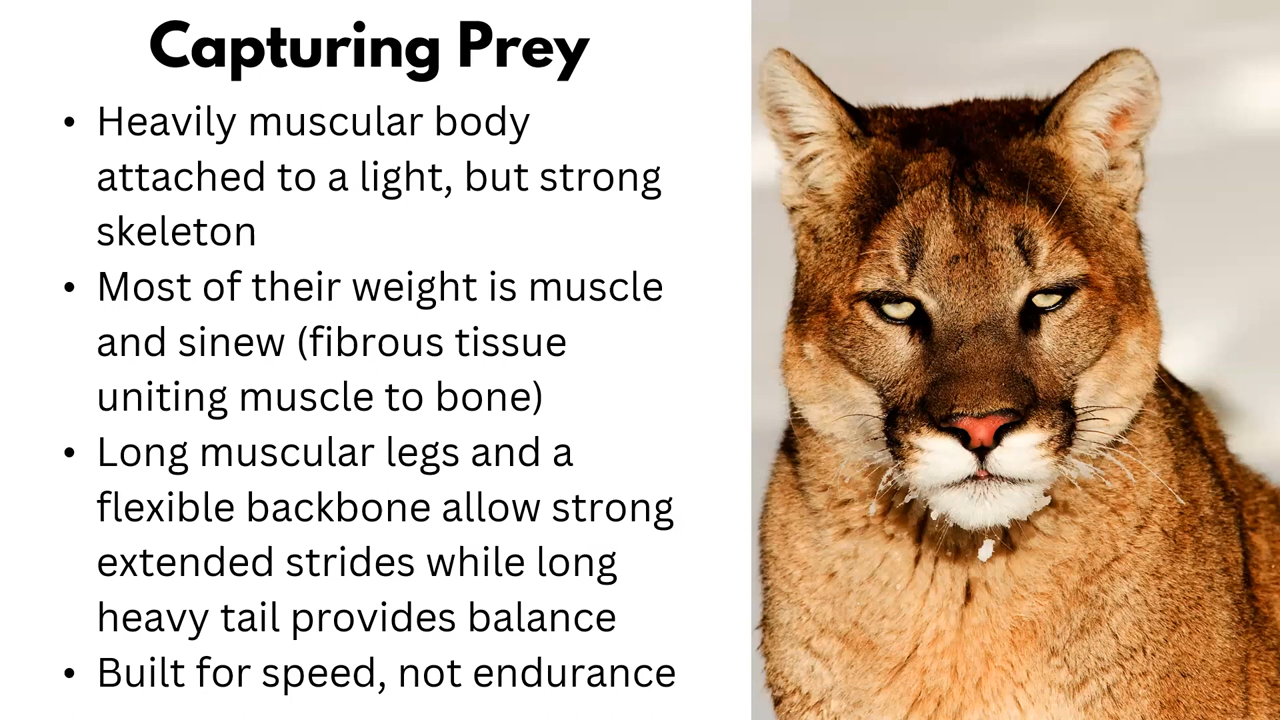 Capturing Prey
• Heavily muscular body
attached to a light, but strong
skeleton
• Most of their weight is muscle
and sinew (fibrous tissue
uniting muscle to bone)
• Long muscular legs and a
flexible backbone allow strong
extended strides while long
heavy tail provides balance
• Built for speed, not endurance